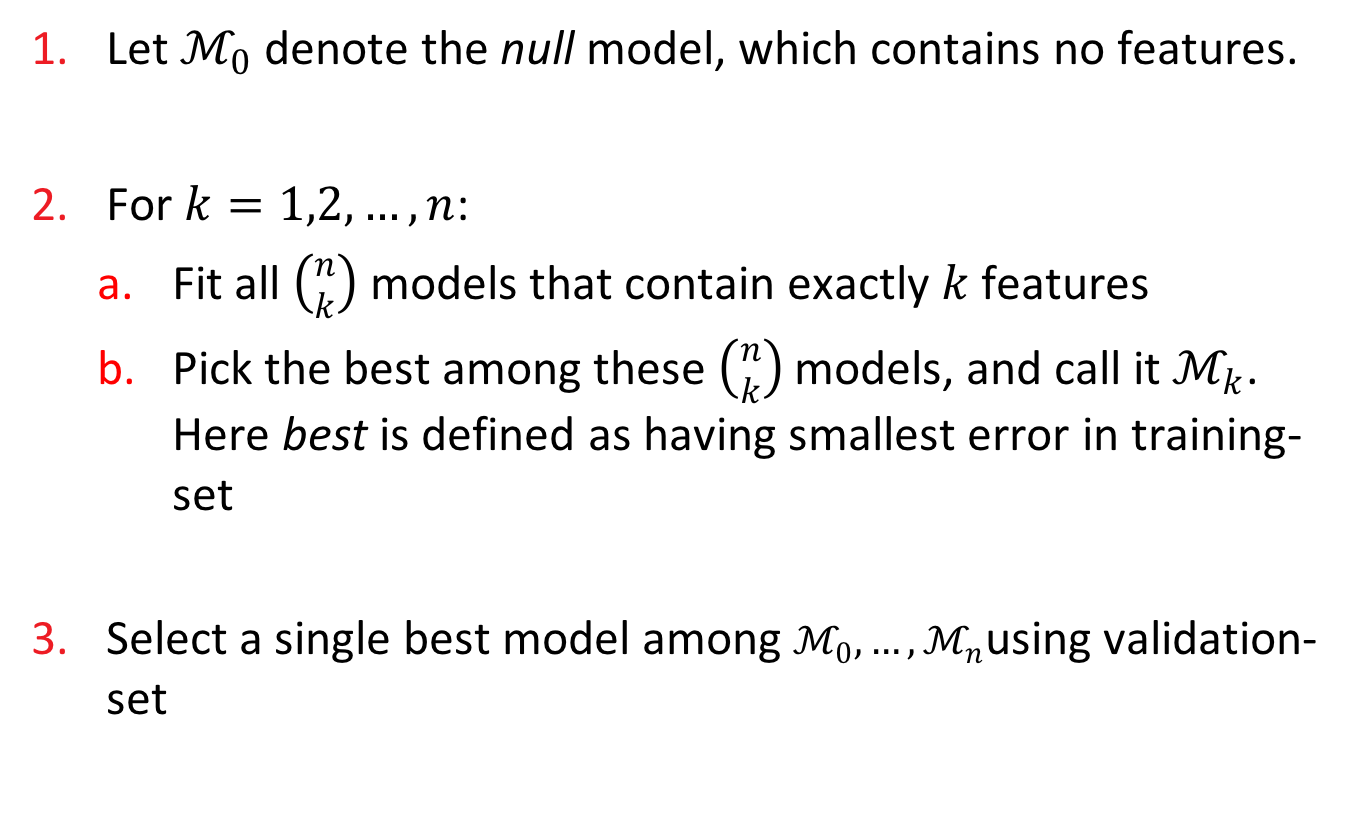 1. Let ℳ₀ denote the null model, which contains no features.
2. For 𝑘 = 1,2, … , 𝑛:
a. Fit all (𝑛 𝑘) models that contain exactly 𝑘 features
b. Pick the best among these (𝑛 𝑘) models, and call it ℳₖ.
Here best is defined as having smallest error in training-
set
3. Select a single best model among ℳ₀, … , ℳₙ using validation-
set